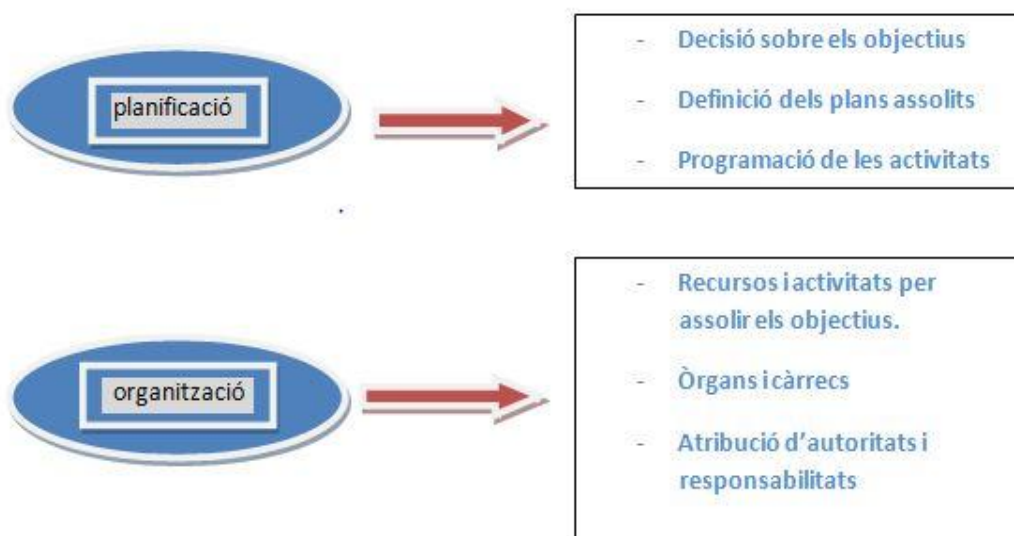 planificació
- Decisió sobre els objectius
- Definició dels plans assolits
- Programació de les activitats
organització
- Recursos i activitats per
assolir els objectius.
- Òrgans i càrrecs
- Atribució d'autoritats i
responsabilitats